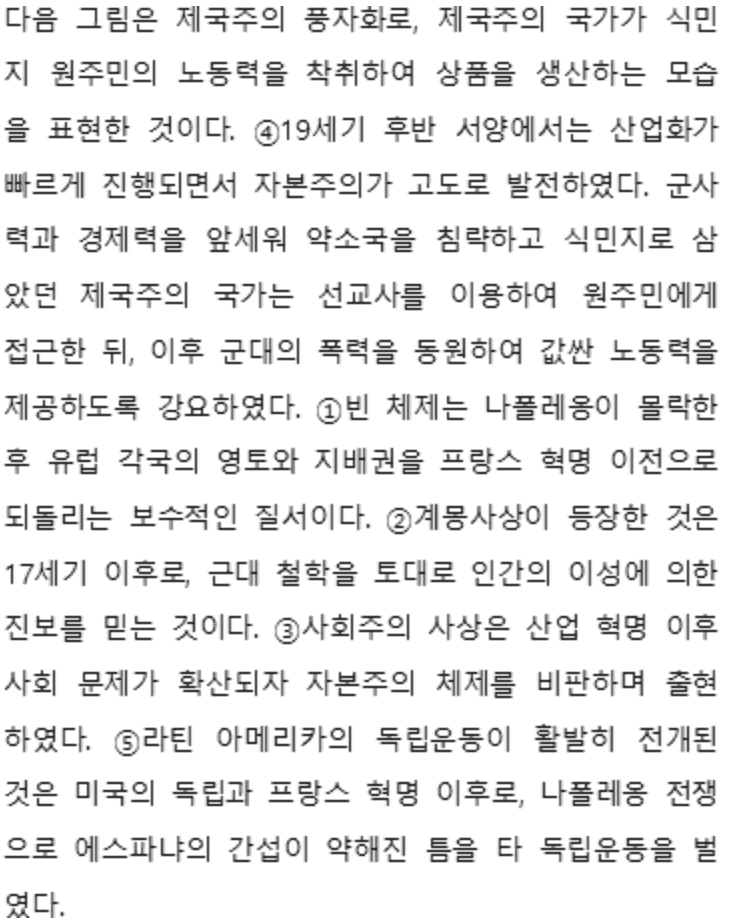 다음 그림은 제국주의 풍자화로, 제국주의 국가가 식민
지 원주민의 노동력을 착취하여 상품을 생산하는 모습
을 표현한 것이다. ④19세기 후반 서양에서는 산업화가
빠르게 진행되면서 자본주의가 고도로 발전하였다. 군사
력과 경제력을 앞세워 약소국을 침략하고 식민지로 삼
았던 제국주의 국가는 선교사를 이용하여 원주민에게
접근한 뒤, 이후 군대의 폭력을 동원하여 값싼 노동력을
제공하도록 강요하였다. ①빈 체제는 나폴레옹이 몰락한
후 유럽 각국의 영토와 지배권을 프랑스 혁명 이전으로
되돌리는 보수적인 질서이다. ②계몽사상이 등장한 것은
17세기 이후로, 근대 철학을 토대로 인간의 이성에 의한
진보를 믿는 것이다. ③사회주의 사상은 산업 혁명 이후
사회 문제가 확산되자 자본주의 체제를 비판하며 출현
하였다. ⑤라틴 아메리카의 독립운동이 활발히 전개된
것은 미국의 독립과 프랑스 혁명 이후로, 나폴레옹 전쟁
으로 에스파냐의 간섭이 약해진 틈을 타 독립운동을 벌
였다.